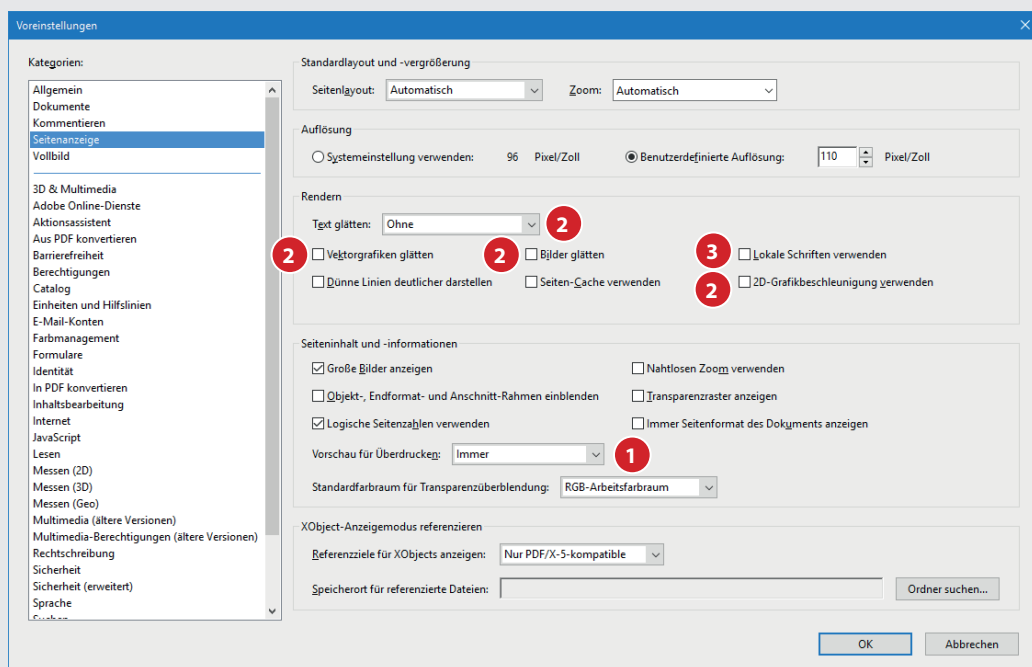 Voreinstellungen
Kategorien:
Allgemein
Dokumente
Kommentieren
Seitenanzeige
Vollbild
3D & Multimedia
Adobe Online-Dienste
Aktionsassistent
Aus PDF konvertieren
Barrierefreiheit
Berechtigungen
Catalog
Einheiten und Hilfslinien
E-Mail-Konten
Farbmanagement
Formulare
Identität
In PDF konvertieren
Inhaltsbearbeitung
Internet
JavaScript
Lesen
Messen (2D)
Messen (3D)
Messen (Geo)
Multimedia (ältere Versionen)
Multimedia-Berechtigungen (ältere Versionen)
Rechtschreibung
Sicherheit
Sicherheit (erweitert)
Sprache
Suchen
Standardlayout und -vergrößerung
Seitenlayout: Automatisch Zoom: Automatisch
Auflösung
Systemeinstellung verwenden: 96 Pixel/Zoll Benutzerdefinierte Auflösung: 110 Pixel/Zoll
Rendern
Text glätten: Ohne 2
2 Vektorgrafiken glätten 2 Bilder glätten 3 Lokale Schriften verwenden
Dünne Linien deutlicher darstellen Seiten-Cache verwenden 2 2D-Grafikbeschleunigung verwenden
Seiteninhalt und -informationen
Große Bilder anzeigen Nahtlosen Zoom verwenden
Objekt-, Endformat- und Anschnitt-Rahmen einblenden Transparenzraster anzeigen
Logische Seitenzahlen verwenden Immer Seitenformat des Dokuments anzeigen
Vorschau für Überdrucken: Immer 1
Standardfarbraum für Transparenzüberblendung: RGB-Arbeitsfarbraum
XObject-Anzeigemodus referenzieren
Referenzziele für XObjects anzeigen: Nur PDF/X-5-kompatible
Speicherort für referenzierte Dateien: Ordner suchen...
OK Abbrechen